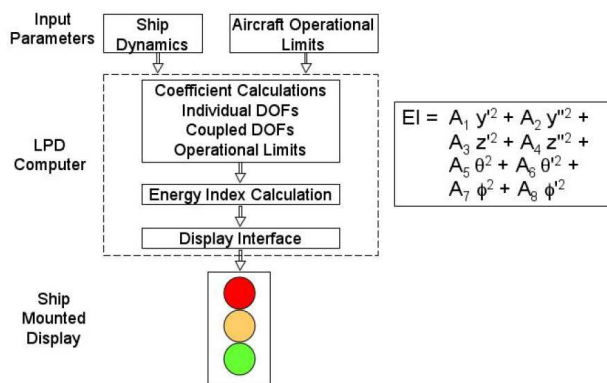 Input
Parameters
Ship
Dynamics
Aircraft Operational
Limits
LPD
Computer
Coefficient Calculations
Individual DOFs
Coupled DOFs
Operational Limits
Energy Index Calculation
Display Interface
Ship
Mounted
Display
EI = A₁ y'² + A₂ y''² +
A₃ z'² + A₄ z''² +
A₅ θ² + A₆ θ'² +
A₇ ϕ² + A₈ ϕ'²